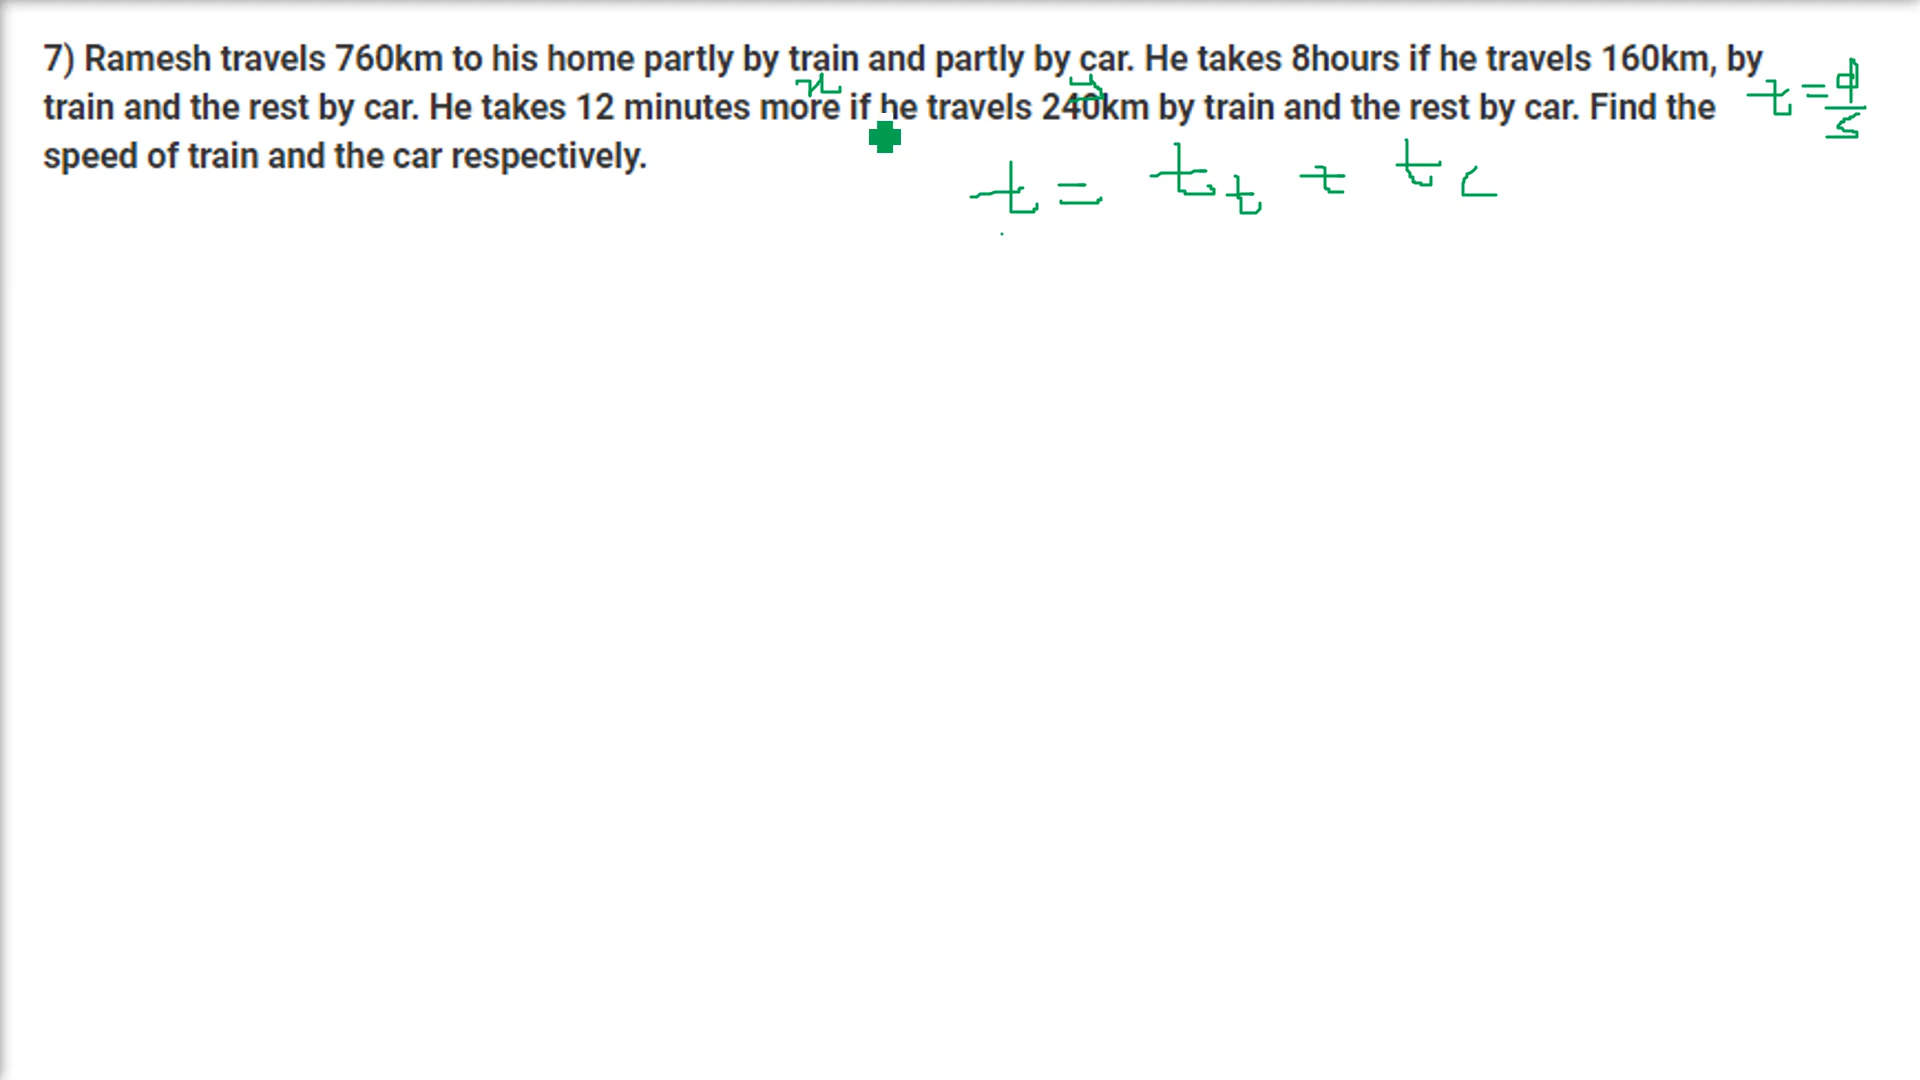 7) Ramesh travels 760km to his home partly by train and partly by car. He takes 8hours if he travels 160km, by
x y
train and the rest by car. He takes 12 minutes more if he travels 240km by train and the rest by car. Find the
t = d/s
speed of train and the car respectively.
t = t_t + t_c